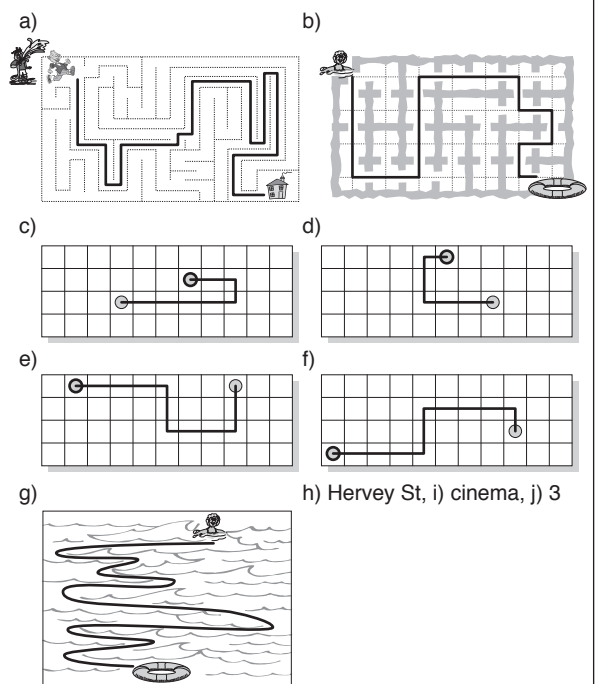 a)
b)
c)
d)
e)
f)
g)
h) Hervey St, i) cinema, j) 3